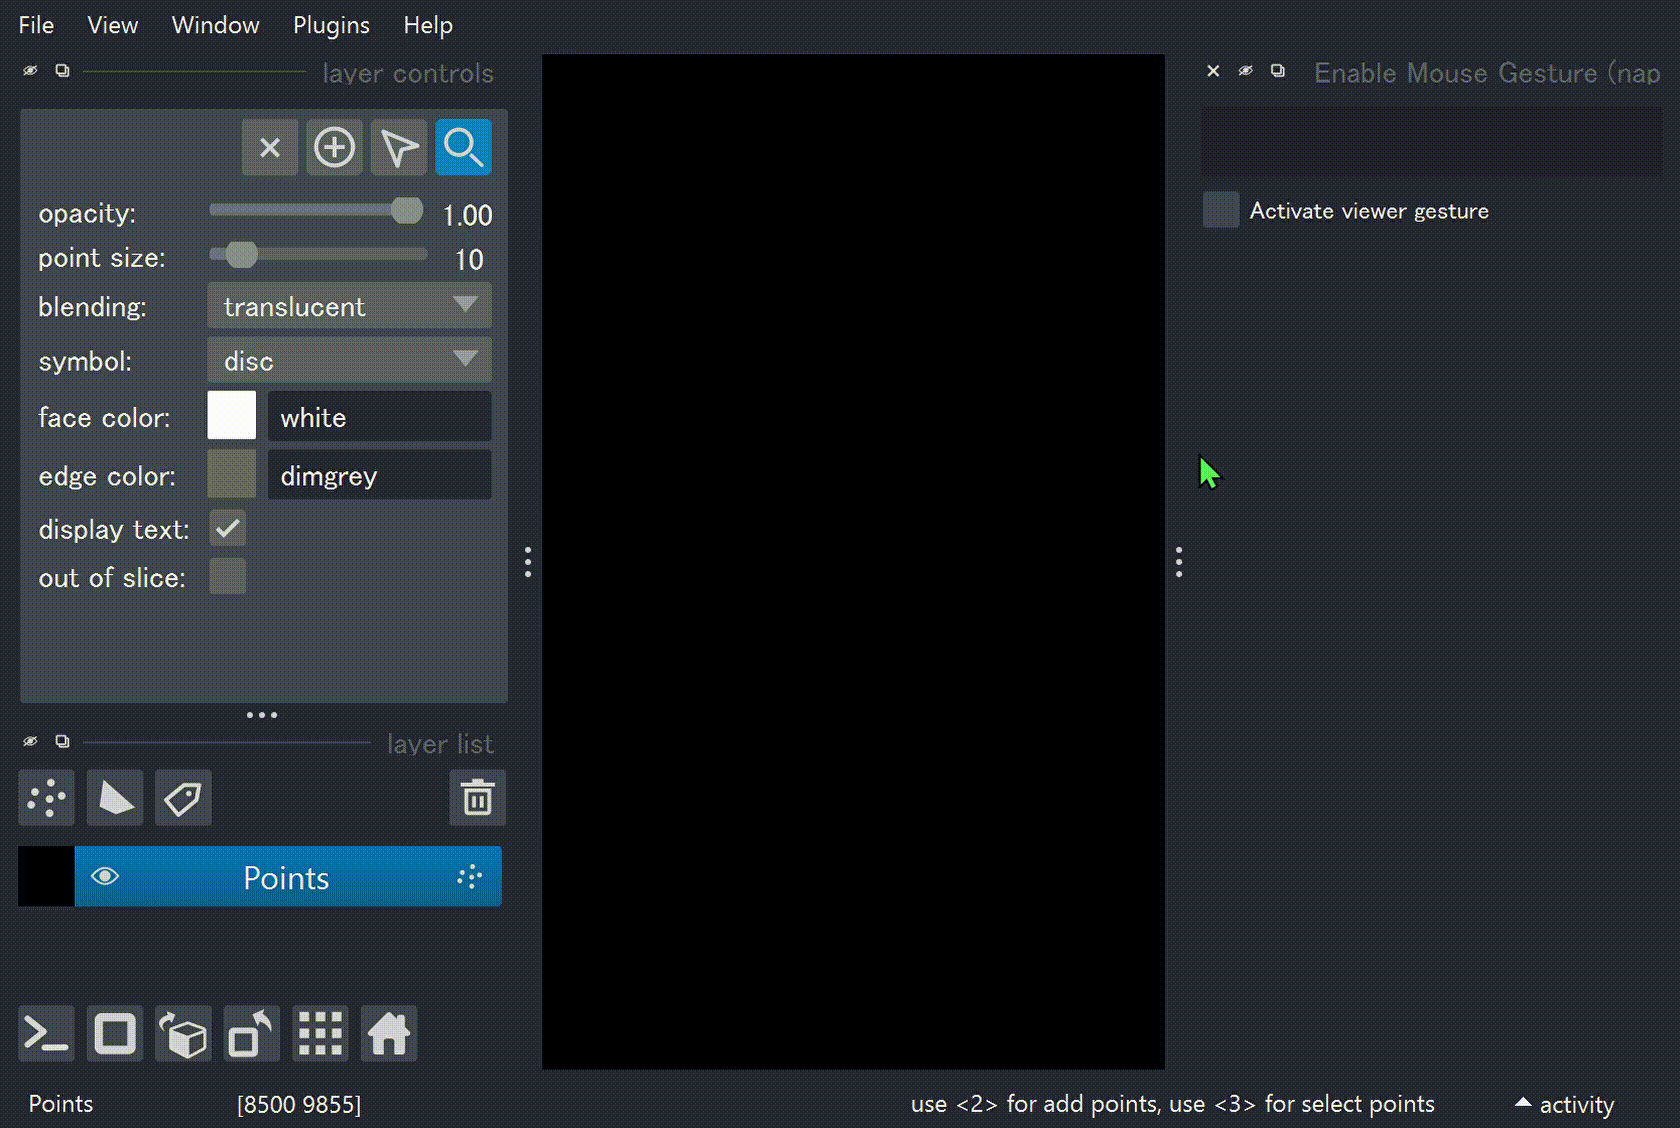 File View Window Plugins Help
layer controls
opacity: 1.00
point size: 10
blending: translucent
symbol: disc
face color: white
edge color: dimgrey
display text:
out of slice:
layer list
Points
Enable Mouse Gesture (nap
Activate viewer gesture
Points [8500 9855] use <2> for add points, use <3> for select points activity